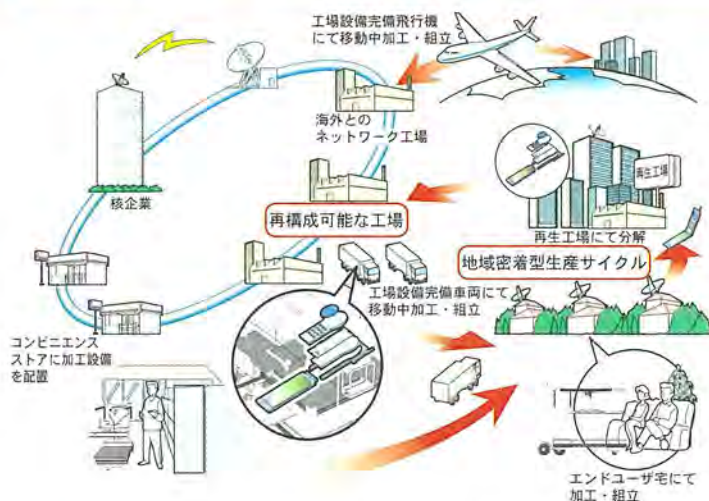 工場設備完備飛行機
にて移動中加工・組立
海外との
ネットワーク工場
核企業
再生工場
再構成可能な工場
再生工場にて分解
地域密着型生産サイクル
工場設備完備車両にて
移動中加工・組立
コンビニエンス
ストアに加工設備
を配置
エンドユーザ宅にて
加工・組立